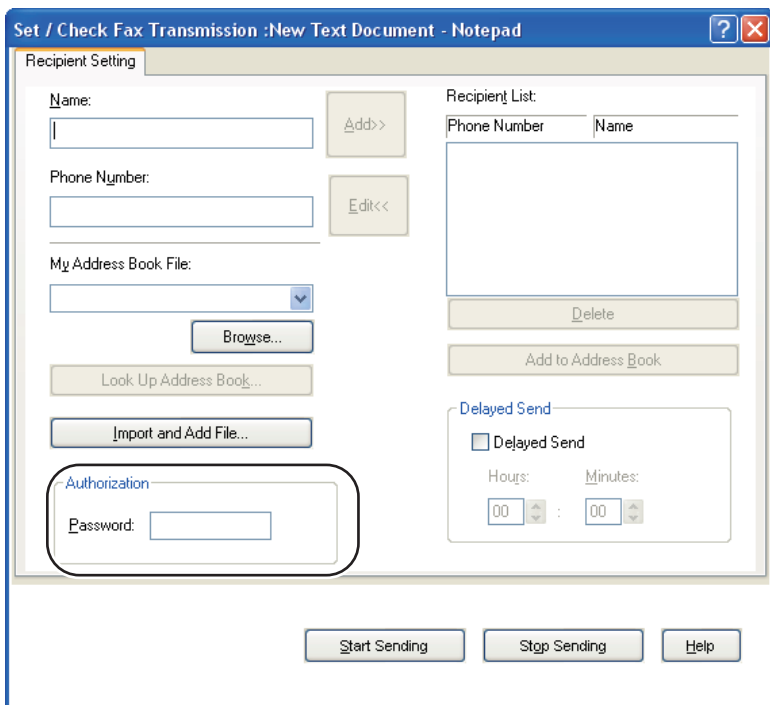 Set / Check Fax Transmission :New Text Document - Notepad
Recipient Setting
Name:
Add>>
Phone Number:
Edit<<
My Address Book File:
Browse...
Look Up Address Book...
Import and Add File...
Authorization
Password:
Recipient List:
Phone Number Name
Delete
Add to Address Book
Delayed Send
Delayed Send
Hours: Minutes:
00 : 00
Start Sending Stop Sending Help